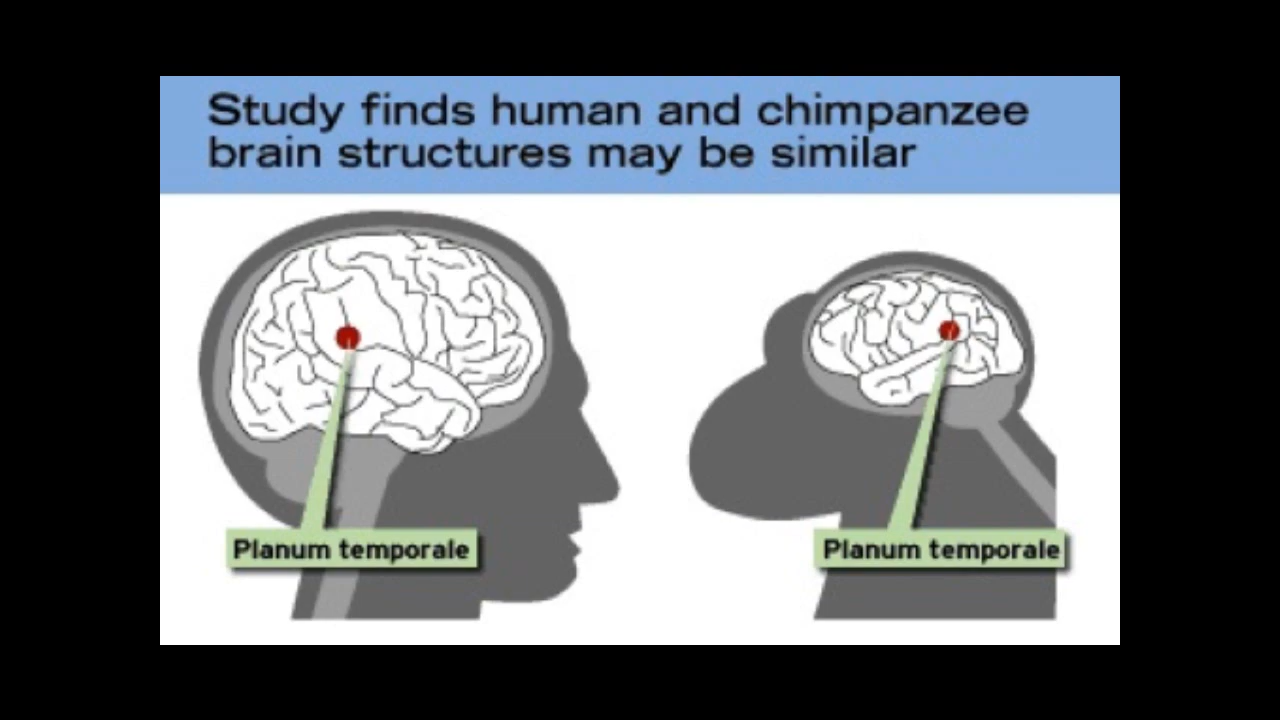 Study finds human and chimpanzee
brain structures may be similar
Planum temporale
Planum temporale